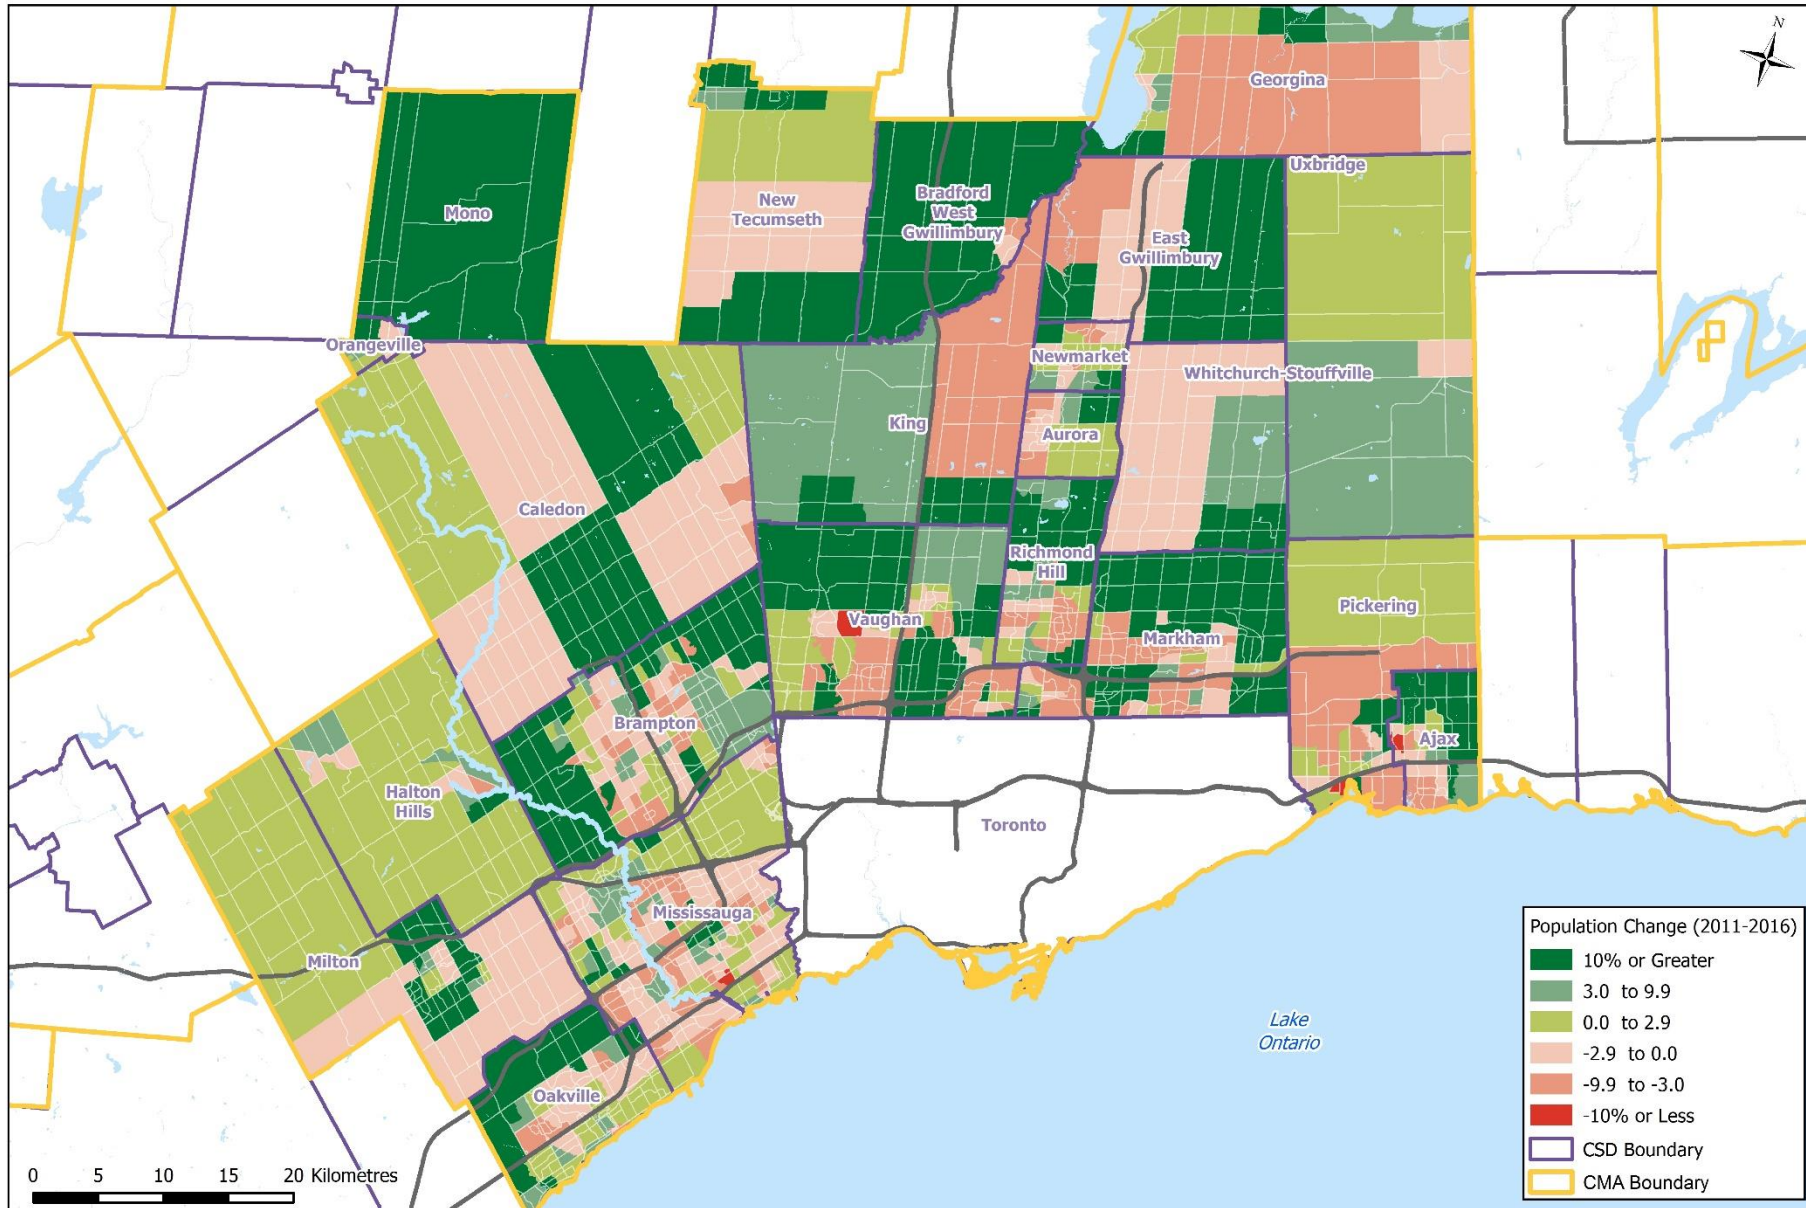 N
Georgina
Uxbridge
Mono
New
Tecumseth
Bradford
West
Gwillimbury
East
Gwillimbury
Orangeville
Newmarket
Whitchurch-Stouffville
King
Aurora
Caledon
Richmond
Hill
Vaughan
Markham
Pickering
Brampton
Ajax
Halton
Hills
Toronto
Mississauga
Milton
Oakville
Lake
Ontario
Population Change (2011-2016)
10% or Greater
3.0 to 9.9
0.0 to 2.9
-2.9 to 0.0
-9.9 to -3.0
-10% or Less
CSD Boundary
CMA Boundary
0 5 10 15 20 Kilometres